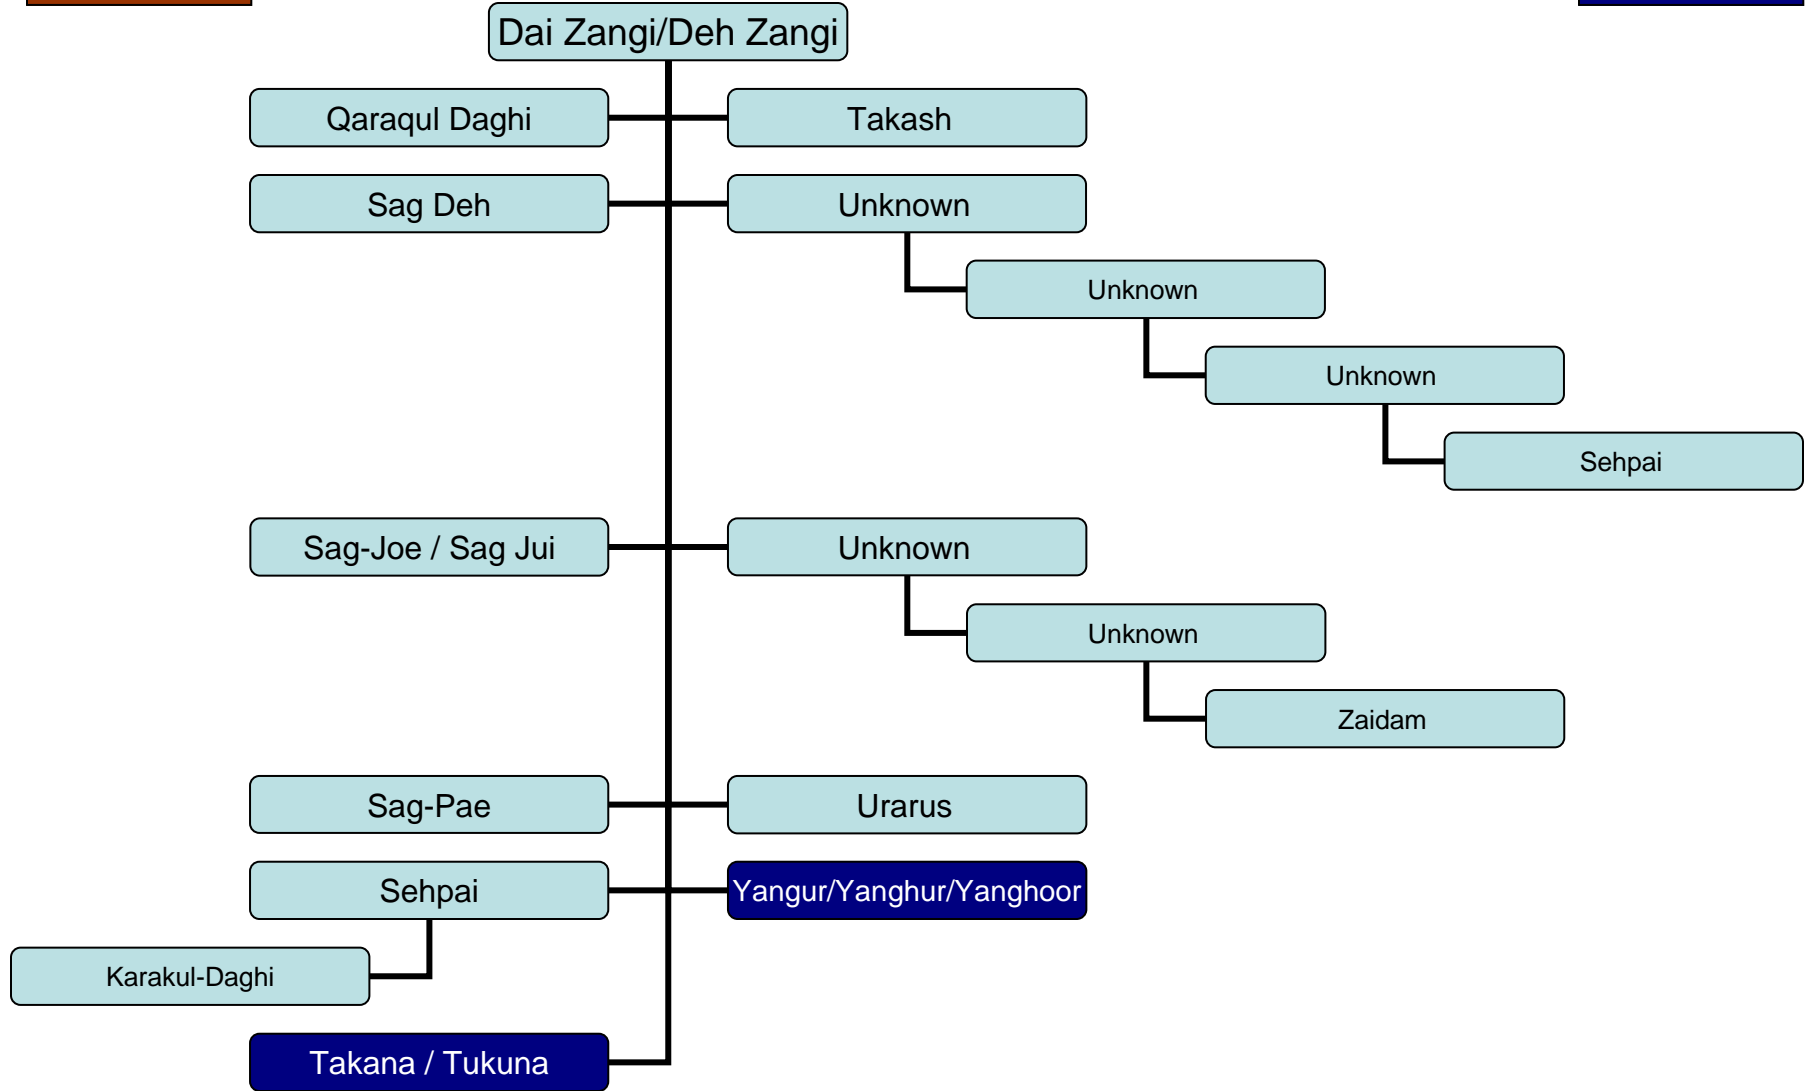 Dai Zangi/Deh Zangi
Qaraqul Daghi
Takash
Sag Deh
Unknown
Unknown
Unknown
Sehpai
Sag-Joe / Sag Jui
Unknown
Unknown
Zaidam
Sag-Pae
Urarus
Sehpai
Yangur/Yanghur/Yanghoor
Karakul-Daghi
Takana / Tukuna